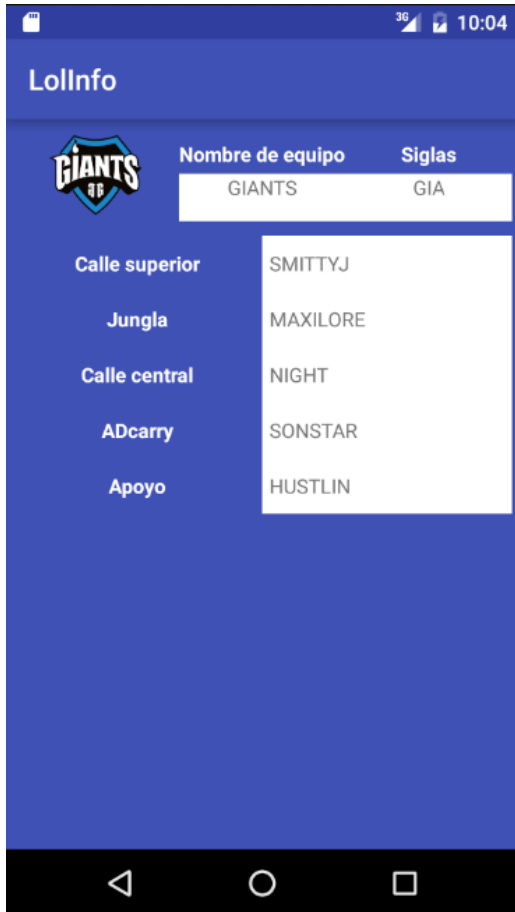 3G 10:04
LolInfo
GIANTS
Nombre de equipo Siglas
GIANTS GIA
Calle superior SMITTYJ
Jungla MAXILORE
Calle central NIGHT
ADcarry SONSTAR
Apoyo HUSTLIN